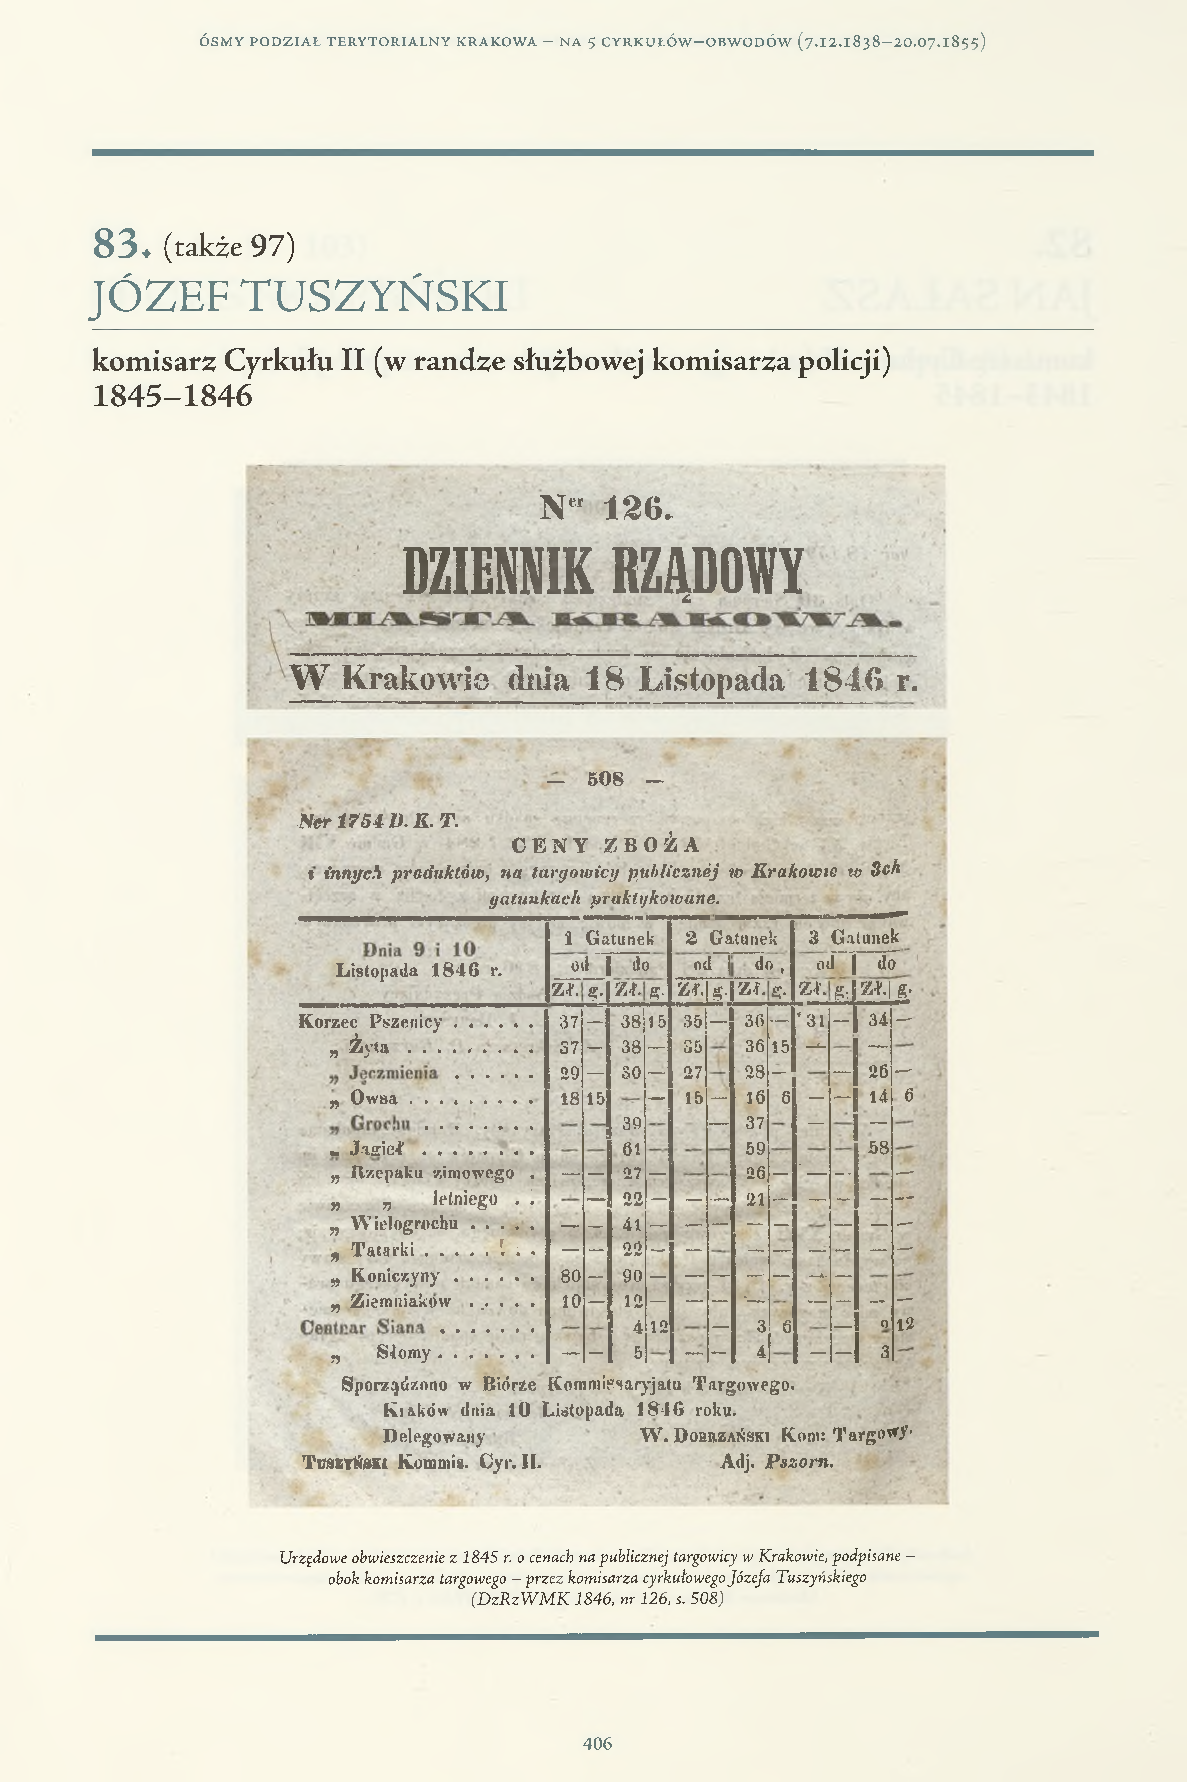 ÓSMY PODZIAŁ TERYTORIALNY KRAKOWA – NA 5 CYRKUŁÓW–OBWODÓW (7.12.1838–20.07.1855)
83. (także 97)
JÓZEF TUSZYŃSKI
komisarz Cyrkułu II (w randze służbowej komisarza policji)
1845–1846
Ner 126.
DZIENNIK RZĄDOWY
MIASTA KRAKOWA.
W Krakowie dnia 18 Listopada 1846 r.
— 508 —
Ner 1754 D. K. T.
CENY ZBOŻA
i innych produktów, na targowicy publicznéj w Krakowie w 3ch
gatunkach praktykowane.
Dnia 9 i 10 Listopada 1846 r. | 1 Gatunek | 2 Gatunek | 3 Gatunek
od | do | od | do | od | do
Zł. | g. | Zł. | g. | Zł. | g. | Zł. | g. | Zł. | g. | Zł. | g.
Korzec Pszenicy . . . . . . 37 — 38 15 35 — 36 — 31 — 34 —
„ Żyta . . . . . . . . . . 37 — 38 — 35 — 36 15 — — — —
„ Jęczmienia . . . . . . 29 — 30 — 27 — 28 — — — 26 —
„ Owsa . . . . . . . . . 18 15 — — 15 — 16 6 — — 14 6
„ Grochu . . . . . . . . — — 39 — — 37 — — — — —
„ Jagieł . . . . . . . . — — 61 — — — 59 — — — 58 —
„ Rzepaku zimowego . — — 27 — — — 26 — — — — —
„ „ letniego . . — — 22 — — — 21 — — — — —
„ Wielogrochu . . . . . — — 41 — — — — — — — — —
„ Tatarki . . . . . . . . — — 22 — — — — — — — — —
„ Koniczyny . . . . . . 80 — 90 — — — — — — — — —
„ Ziemniaków . . . . . 10 — 12 — — — — — — — — —
Centnar Siana . . . . . . . — — 4 12 — — 3 6 — — 2 12
„ Słomy . . . . . . . — — 5 — — — 4 — — — 3 —
Sporządzono w Biórze Kommissaryjatu Targowego.
Kraków dnia 10 Listopada 1846 roku.
Delegowany W. DOBRZAŃSKI Kom: Targowy.
TUSZYŃSKI Kommis. Cyr. II. Adj. Pszorn.
Urzędowe obwieszczenie z 1845 r. o cenach na publicznej targowicy w Krakowie, podpisane –
obok komisarza targowego – przez komisarza cyrkułowego Józefa Tuszyńskiego
(DzRzWMK 1846, nr 126, s. 508)
406